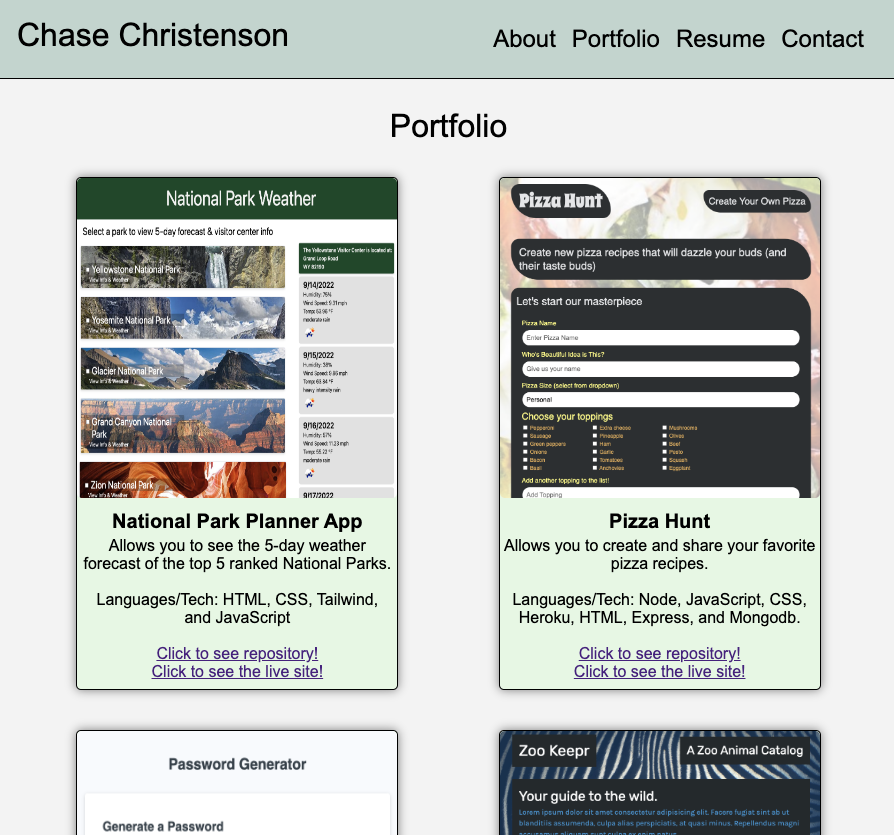 Chase Christenson
About Portfolio Resume Contact
Portfolio
National Park Weather
Select a park to view 5-day forecast & visitor center info
Yellowstone National Park
View Info & Weather
Yosemite National Park
View Info & Weather
Glacier National Park
View Info & Weather
Grand Canyon National
Park
View Info & Weather
Zion National Park
View Info & Weather
The Yellowstone Visitor Center is located at:
Grand Loop Road
WY 82190
9/14/2022
Humidity: 75%
Wind Speed: 5.31 mph
Temp: 63.96 °F
moderate rain
9/15/2022
Humidity: 38%
Wind Speed: 9.95 mph
Temp: 63.84 °F
heavy intensity rain
9/16/2022
Humidity: 57%
Wind Speed: 11.23 mph
Temp: 55.22 °F
moderate rain
9/17/2022
National Park Planner App
Allows you to see the 5-day weather
forecast of the top 5 ranked National Parks.
Languages/Tech: HTML, CSS, Tailwind,
and JavaScript
Click to see repository!
Click to see the live site!
Pizza Hunt
Create Your Own Pizza
Create new pizza recipes that will dazzle your buds (and
their taste buds)
Let's start our masterpiece
Pizza Name
Enter Pizza Name
Who's Beautiful Idea is This?
Give us your name
Pizza Size (select from dropdown)
Personal
Choose your toppings
Pepperoni Extra cheese Mushrooms
Sausage Pineapple Olives
Green peppers Ham Beef
Onions Garlic Pesto
Bacon Tomatoes Squash
Basil Anchovies Eggplant
Add another topping to the list!
Add Topping
Pizza Hunt
Allows you to create and share your favorite
pizza recipes.
Languages/Tech: Node, JavaScript, CSS,
Heroku, HTML, Express, and Mongodb.
Click to see repository!
Click to see the live site!
Password Generator
Generate a Password
Zoo Keepr
A Zoo Animal Catalog
Your guide to the wild.
Lorem ipsum dolor sit amet consectetur adipisicing elit. Facere fugiat sint ab ut
blanditiis assumenda, culpa alias perspiciatis, at quasi minus. Repellendus magni